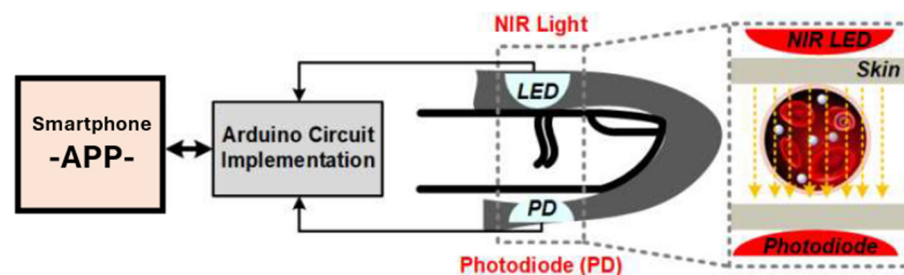 NIR Light
Smartphone
-APP-
Arduino Circuit
Implementation
LED
PD
Photodiode (PD)
NIR LED
Skin
Photodiode